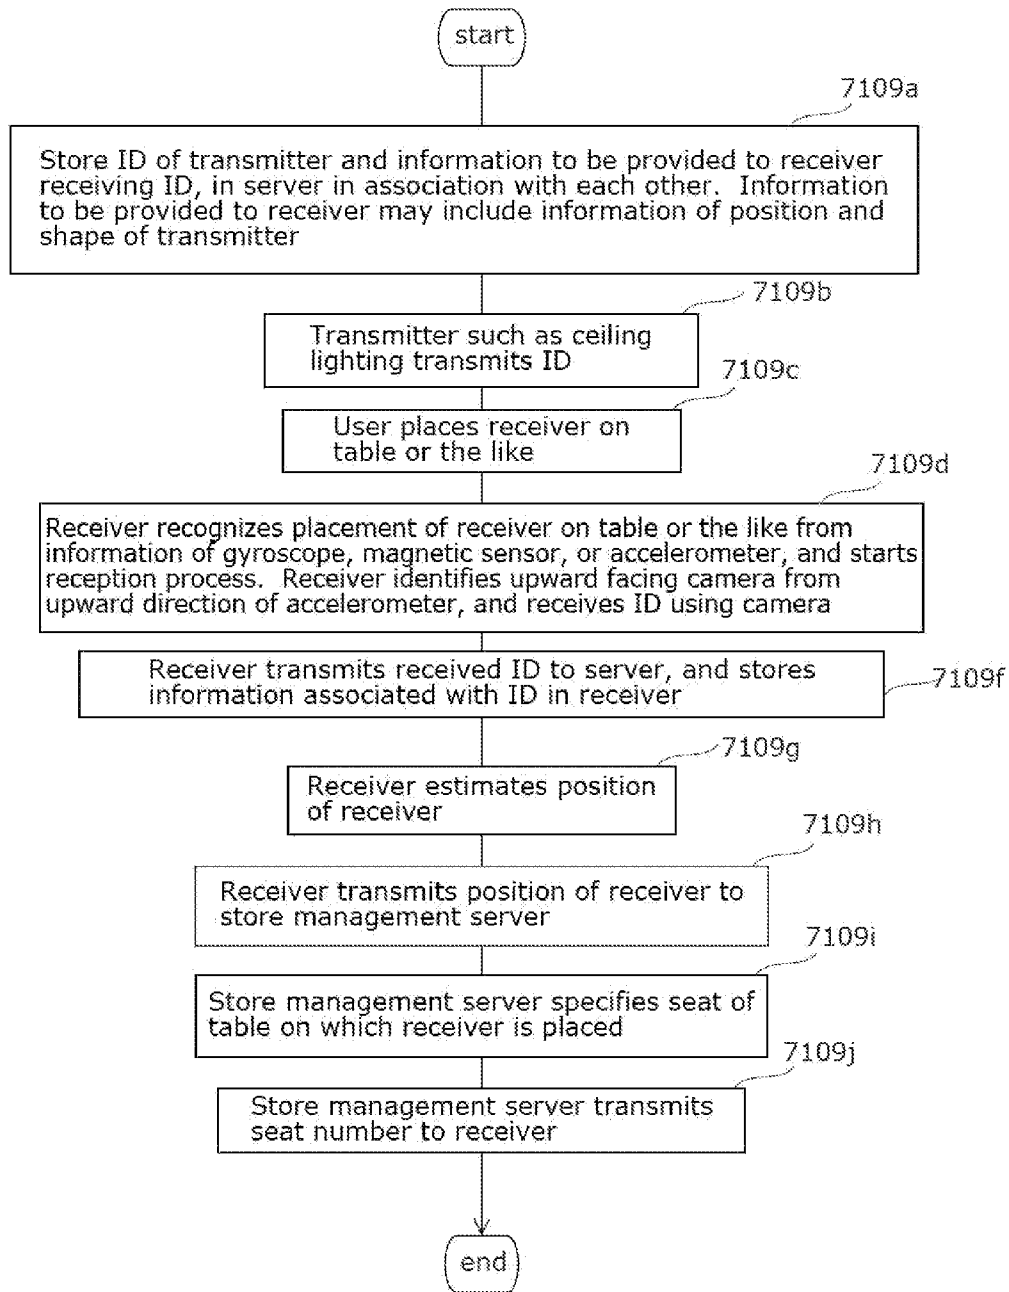 start
7109a
Store ID of transmitter and information to be provided to receiver
receiving ID, in server in association with each other. Information
to be provided to receiver may include information of position and
shape of transmitter
7109b
Transmitter such as ceiling
lighting transmits ID
7109c
User places receiver on
table or the like
7109d
Receiver recognizes placement of receiver on table or the like from
information of gyroscope, magnetic sensor, or accelerometer, and starts
reception process. Receiver identifies upward facing camera from
upward direction of accelerometer, and receives ID using camera
Receiver transmits received ID to server, and stores
information associated with ID in receiver
7109f
7109g
Receiver estimates position
of receiver
7109h
Receiver transmits position of receiver to
store management server
7109i
Store management server specifies seat of
table on which receiver is placed
7109j
Store management server transmits
seat number to receiver
end